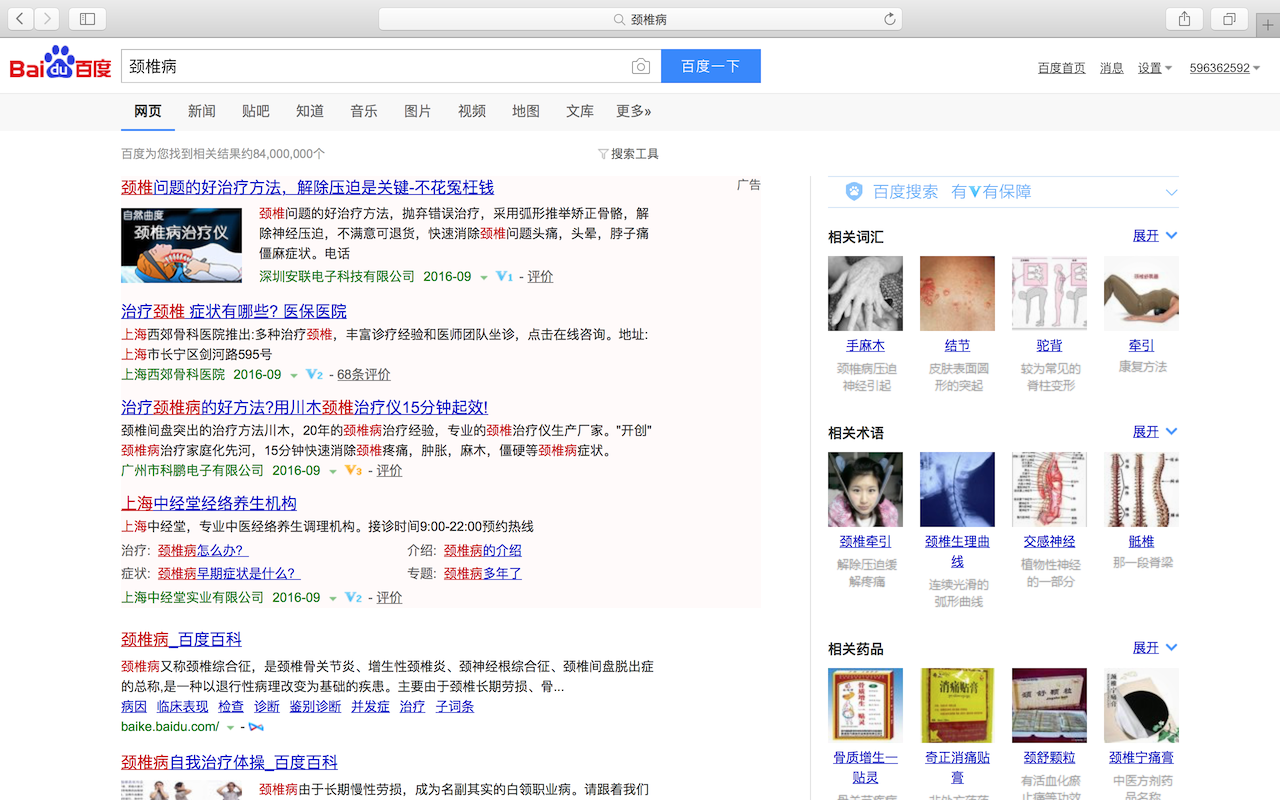 颈椎病
Baidu百度
颈椎病
百度一下
百度首页 消息 设置 596362592
网页 新闻 贴吧 知道 音乐 图片 视频 地图 文库 更多»
百度为您找到相关结果约84,000,000个
搜索工具
颈椎问题的好治疗方法，解除压迫是关键-不花冤枉钱
广告
自然曲度
颈椎病治疗仪
颈椎问题的好治疗方法，抛弃错误治疗，采用弧形推举矫正骨骼，解
除神经压迫，不满意可退货，快速消除颈椎问题头痛，头晕，脖子痛
僵麻症状。电话
深圳安联电子科技有限公司 2016-09 V1 - 评价
治疗颈椎 症状有哪些? 医保医院
上海西郊骨科医院推出:多种治疗颈椎，丰富诊疗经验和医师团队坐诊，点击在线咨询。地址:
上海市长宁区剑河路595号
上海西郊骨科医院 2016-09 V2 - 68条评价
治疗颈椎病的好方法?用川木颈椎治疗仪15分钟起效!
颈椎间盘突出的治疗方法川木，20年的颈椎病治疗经验，专业的颈椎治疗仪生产厂家。"开创"
颈椎病治疗家庭化先河，15分钟快速消除颈椎疼痛，肿胀，麻木，僵硬等颈椎病症状。
广州市科鹏电子有限公司 2016-09 V3 - 评价
上海中经堂经络养生机构
上海中经堂，专业中医经络养生调理机构。接诊时间9:00-22:00预约热线
治疗: 颈椎病怎么办? 介绍: 颈椎病的介绍
症状: 颈椎病早期症状是什么? 专题: 颈椎病多年了
上海中经堂实业有限公司 2016-09 V2 - 评价
颈椎病_百度百科
颈椎病又称颈椎综合征，是颈椎骨关节炎、增生性颈椎炎、颈神经根综合征、颈椎间盘脱出症
的总称,是一种以退行性病理改变为基础的疾患。主要由于颈椎长期劳损、骨...
病因 临床表现 检查 诊断 鉴别诊断 并发症 治疗 子词条
baike.baidu.com/ -
颈椎病自我治疗体操_百度百科
颈椎病由于长期慢性劳损，成为名副其实的白领职业病。请跟着我们
百度搜索 有V有保障
相关词汇 展开
手麻木 结节 驼背 牵引
颈椎病压迫 皮肤表面圆 较为常见的 康复方法
神经引起 形的突起 脊柱变形
相关术语 展开
颈椎牵引 颈椎生理曲 交感神经 骶椎
线
解除压迫缓 植物性神经 那一段脊梁
解疼痛 的一部分
连续光滑的
弧形曲线
相关药品 展开
骨质增生
消痛贴膏
颈舒颗粒
骨质增生一 奇正消痛贴 颈舒颗粒 颈椎宁痛膏
贴灵 膏
有活血化瘀 中医方剂药
止痛等功效 品名称